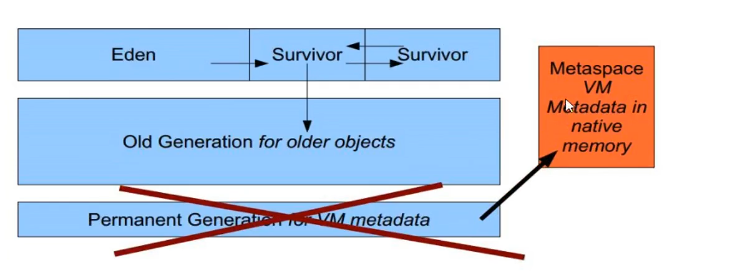 Eden
Survivor
Survivor
Old Generation for older objects
Permanent Generation for VM metadata
Metaspace
VM
Metadata in
native
memory